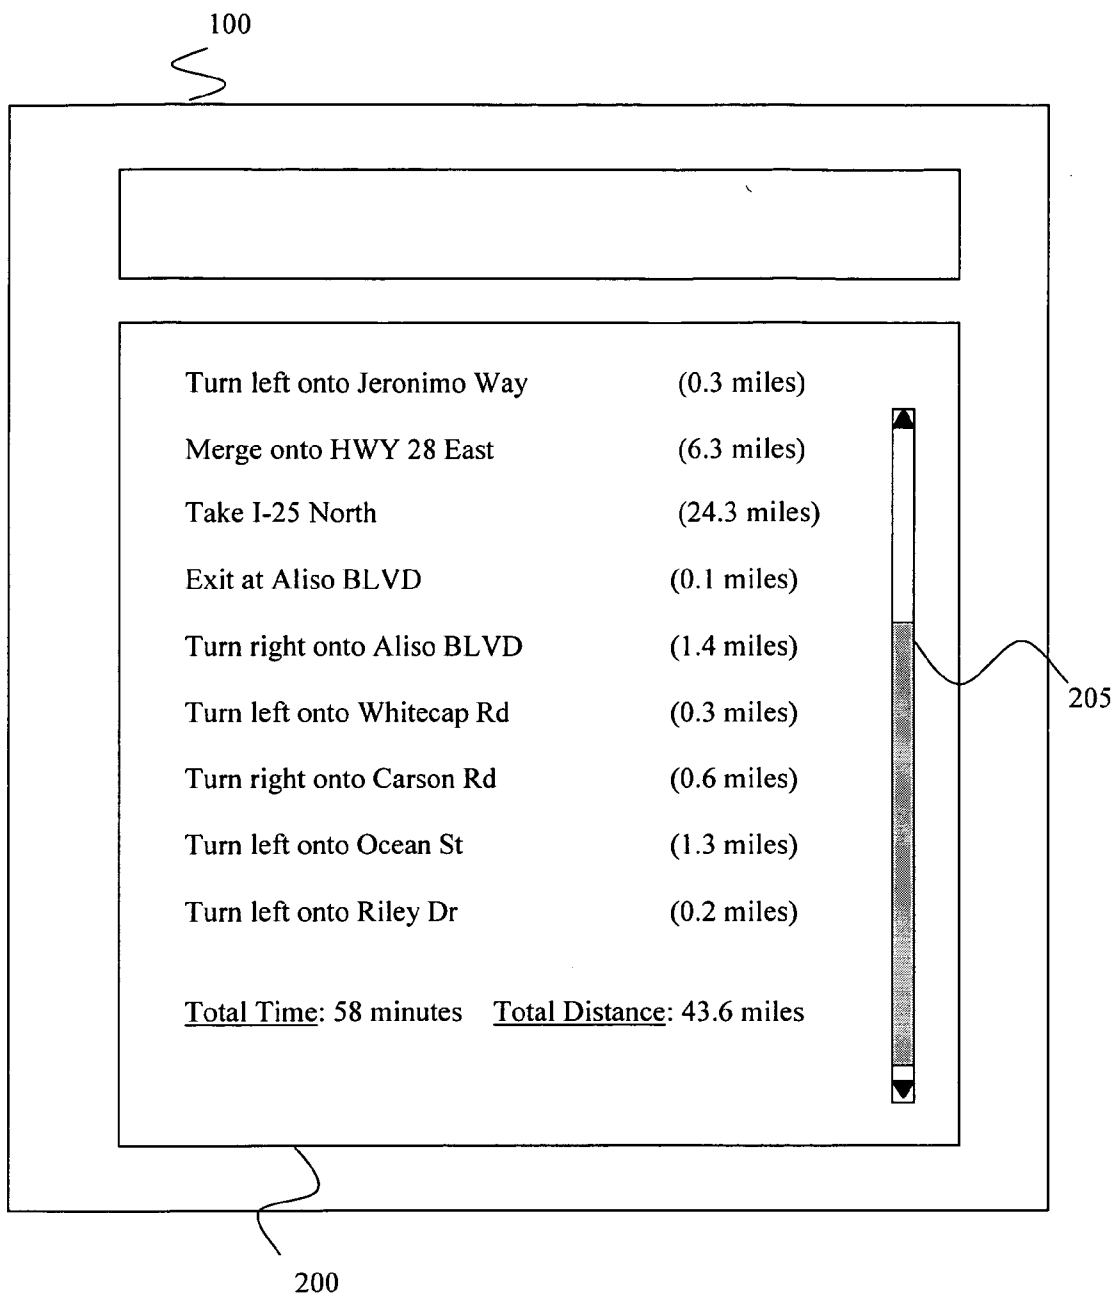 100
Turn left onto Jeronimo Way (0.3 miles)
Merge onto HWY 28 East (6.3 miles)
Take I-25 North (24.3 miles)
Exit at Aliso BLVD (0.1 miles)
Turn right onto Aliso BLVD (1.4 miles)
Turn left onto Whitecap Rd (0.3 miles)
205
Turn right onto Carson Rd (0.6 miles)
Turn left onto Ocean St (1.3 miles)
Turn left onto Riley Dr (0.2 miles)
Total Time: 58 minutes Total Distance: 43.6 miles
200